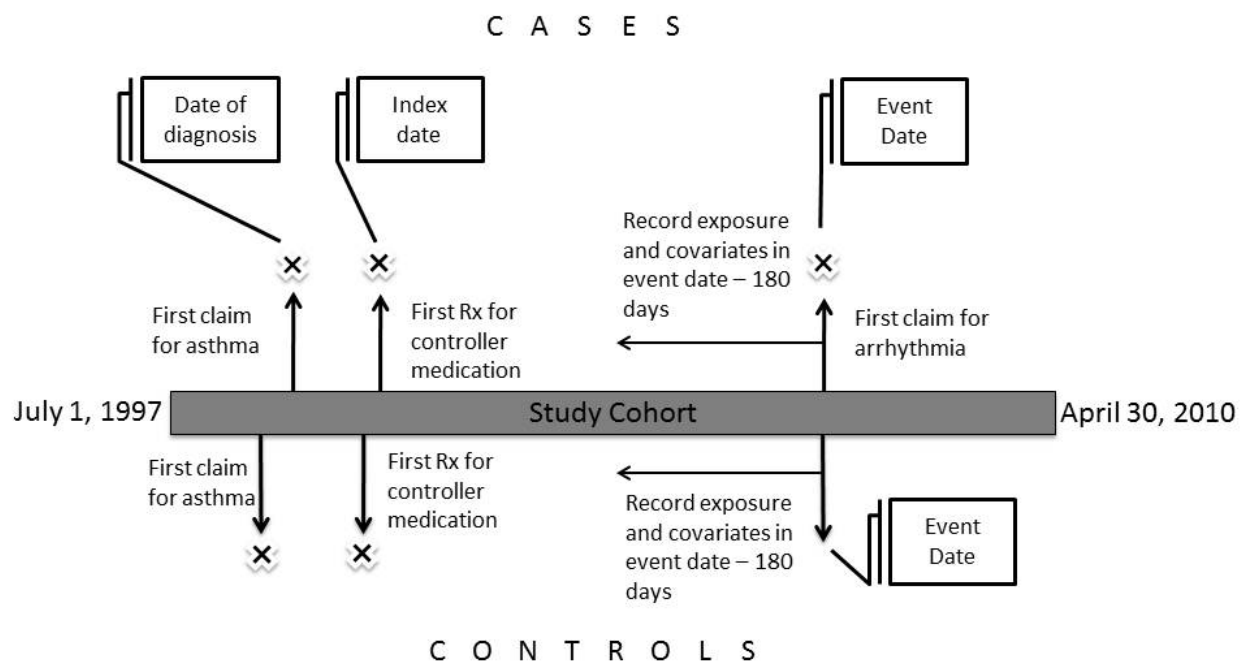 C A S E S
Date of
diagnosis
Index
date
Event
Date
Record exposure
and covariates in
event date – 180
days
First claim
for asthma
First Rx for
controller
medication
First claim for
arrhythmia
July 1, 1997
Study Cohort
April 30, 2010
First claim
for asthma
First Rx for
controller
medication
Record exposure
and covariates in
event date – 180
days
Event
Date
C O N T R O L S